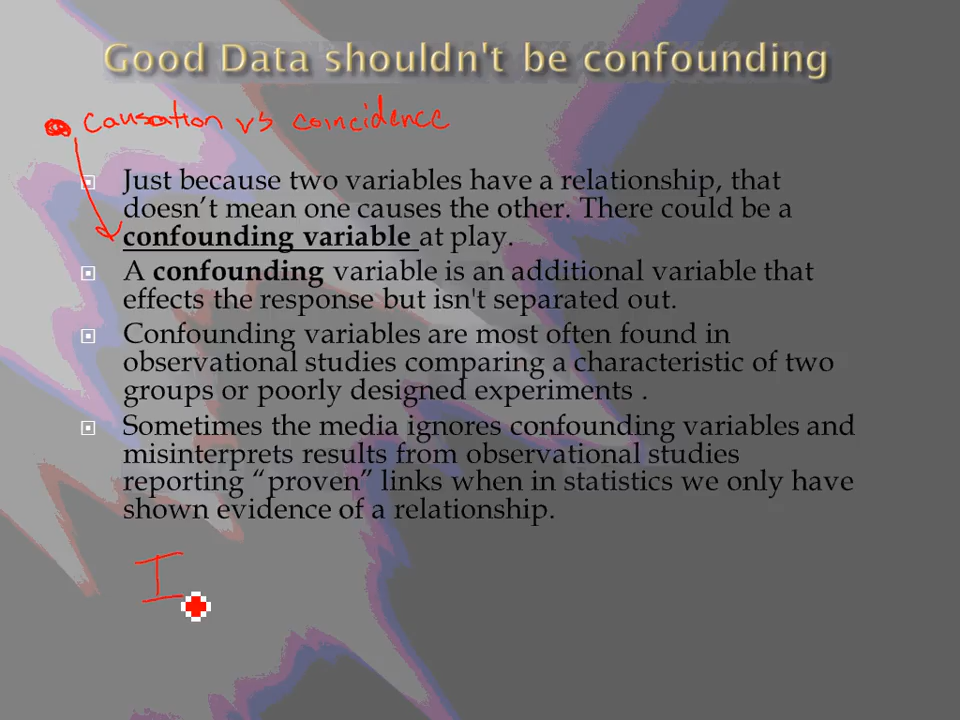 Good Data shouldn't be confounding
Causation vs coincidence
Just because two variables have a relationship, that
doesn’t mean one causes the other. There could be a
confounding variable at play.
A confounding variable is an additional variable that
effects the response but isn't separated out.
Confounding variables are most often found in
observational studies comparing a characteristic of two
groups or poorly designed experiments .
Sometimes the media ignores confounding variables and
misinterprets results from observational studies
reporting “proven” links when in statistics we only have
shown evidence of a relationship.
I